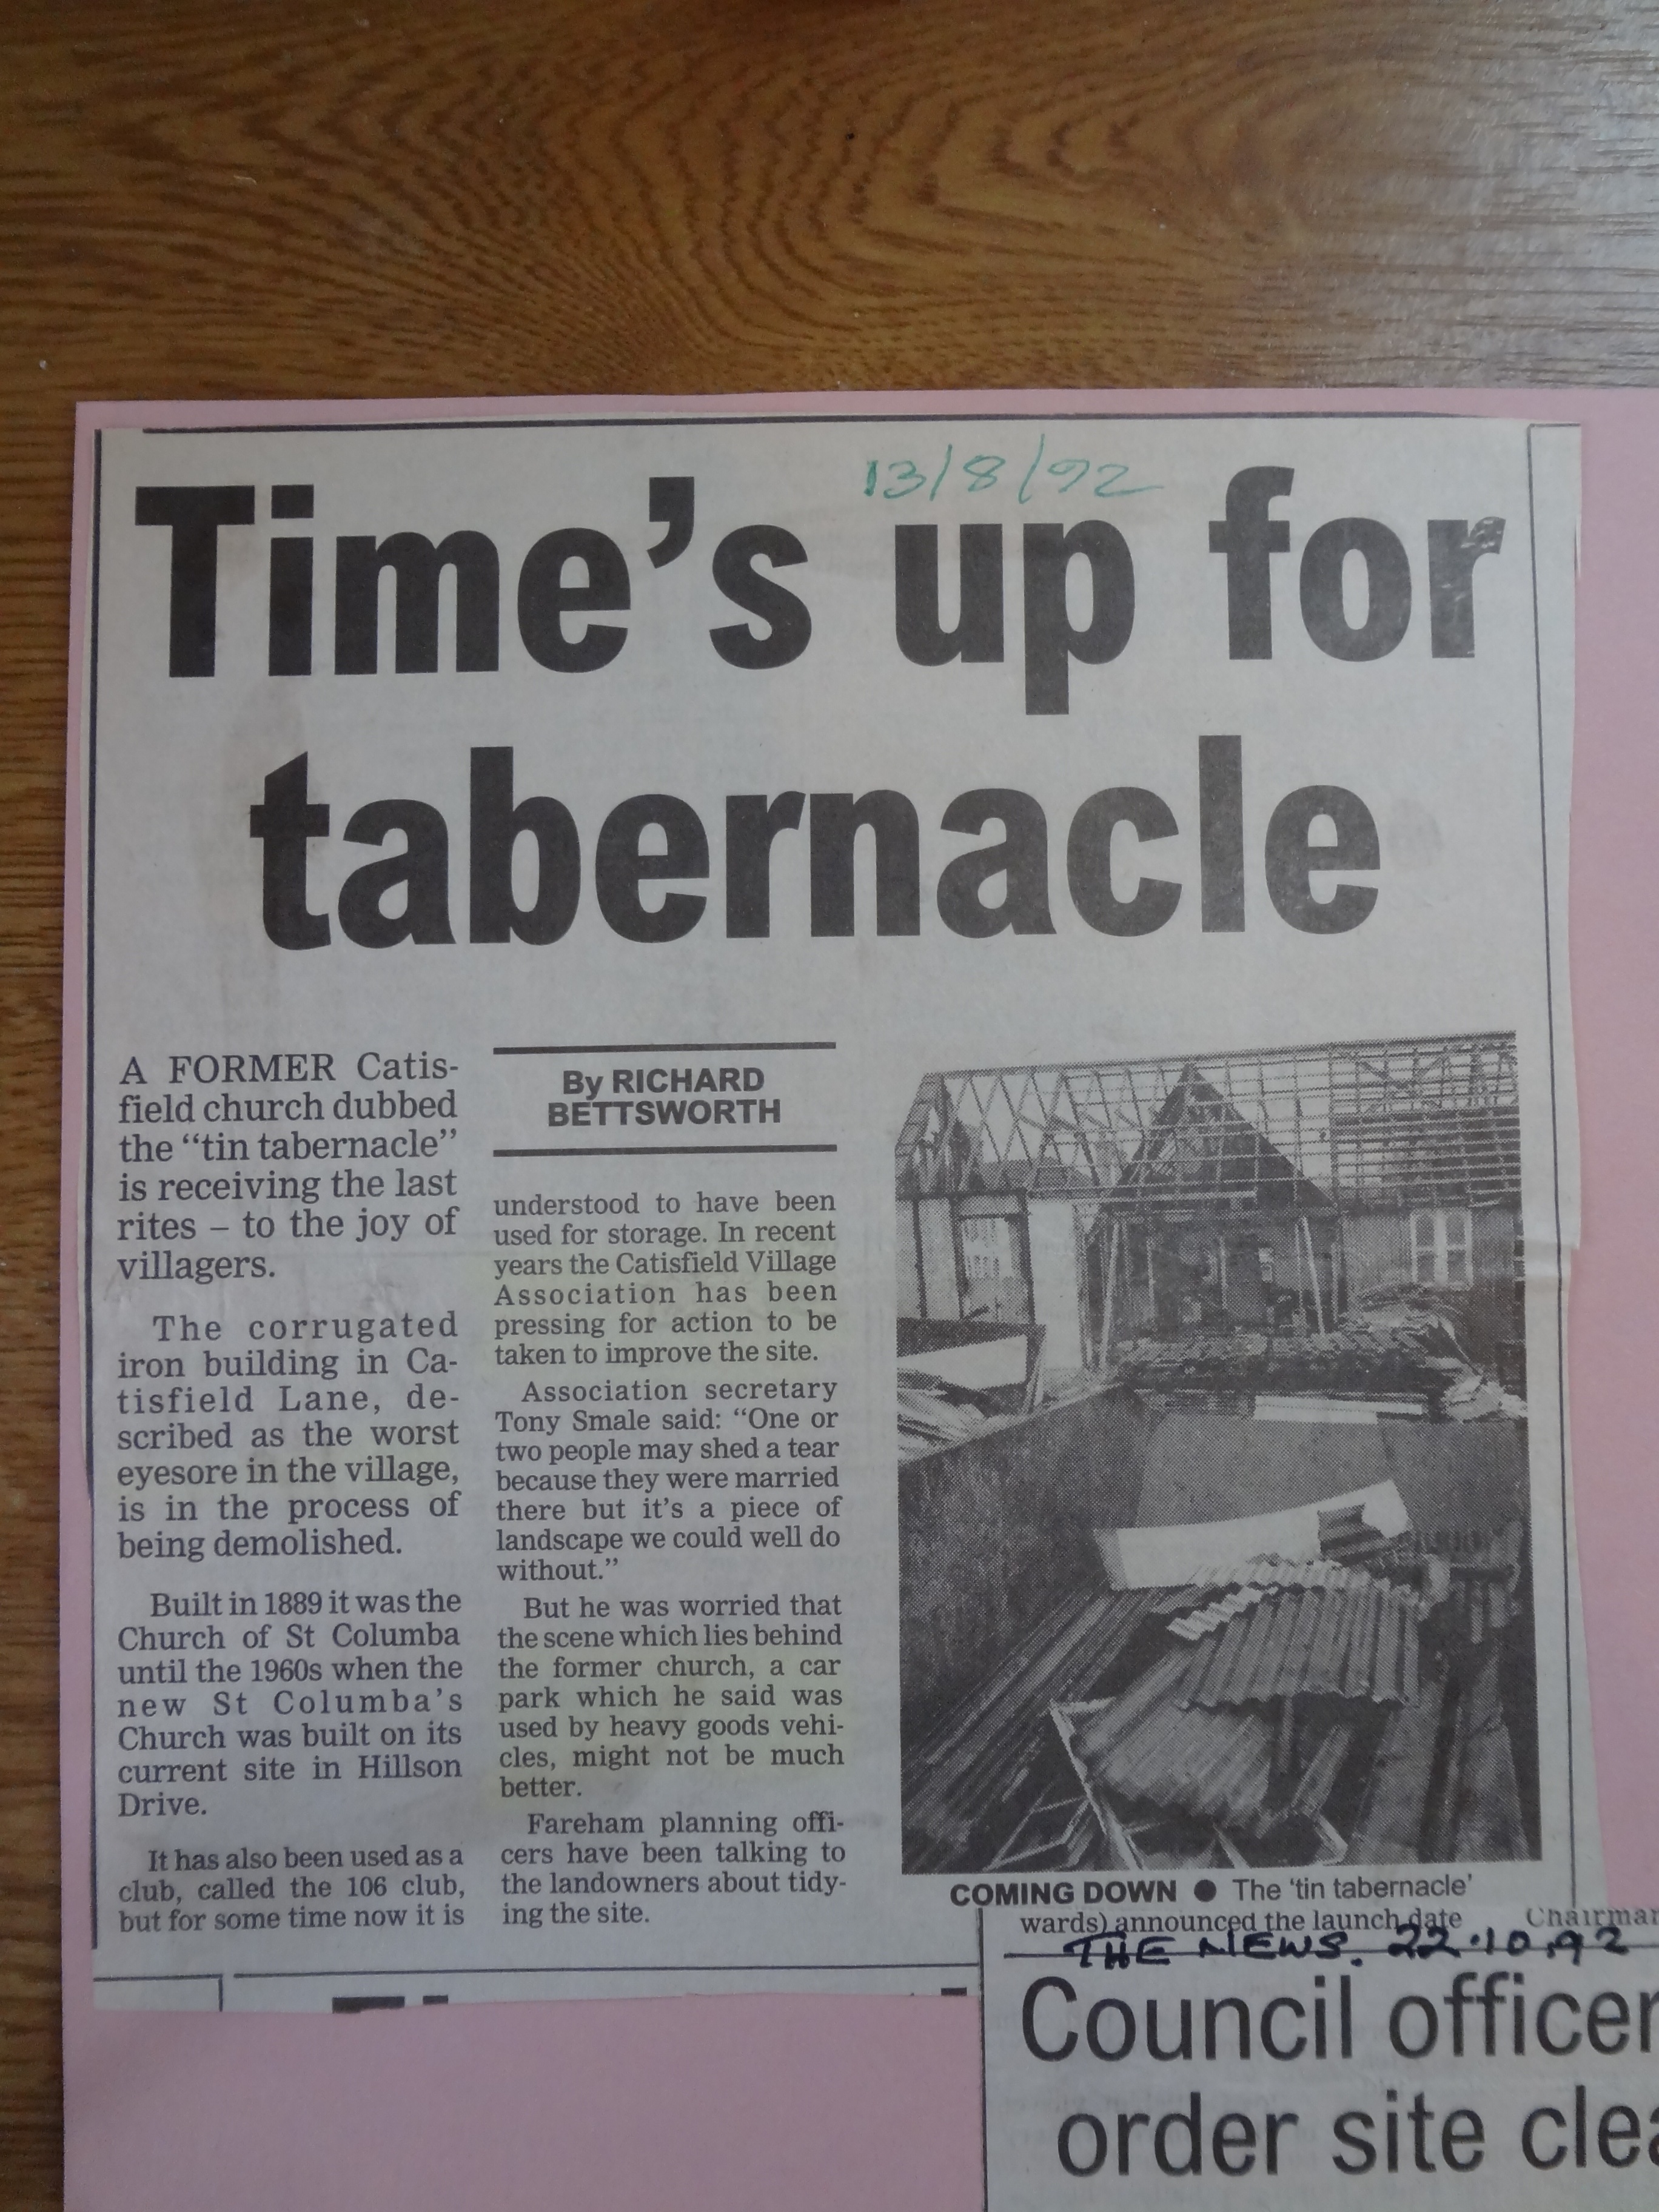 13/8/92
Time's up for
tabernacle
A FORMER Catis-
field church dubbed
the “tin tabernacle”
is receiving the last
rites – to the joy of
villagers.
The corrugated
iron building in Ca-
tisfield Lane, de-
scribed as the worst
eyesore in the village,
is in the process of
being demolished.
Built in 1889 it was the
Church of St Columba
until the 1960s when the
new St Columba's
Church was built on its
current site in Hillson
Drive.
It has also been used as a
club, called the 106 club,
but for some time now it is
By RICHARD
BETTSWORTH
understood to have been
used for storage. In recent
years the Catisfield Village
Association has been
pressing for action to be
taken to improve the site.
Association secretary
Tony Smale said: “One or
two people may shed a tear
because they were married
there but it's a piece of
landscape we could well do
without.”
But he was worried that
the scene which lies behind
the former church, a car
park which he said was
used by heavy goods vehi-
cles, might not be much
better.
Fareham planning offi-
cers have been talking to
the landowners about tidy-
ing the site.
COMING DOWN ● The ‘tin tabernacle’
wards) announced the launch date
Chairman
THE NEWS. 22.10.92
Council officer
order site clea